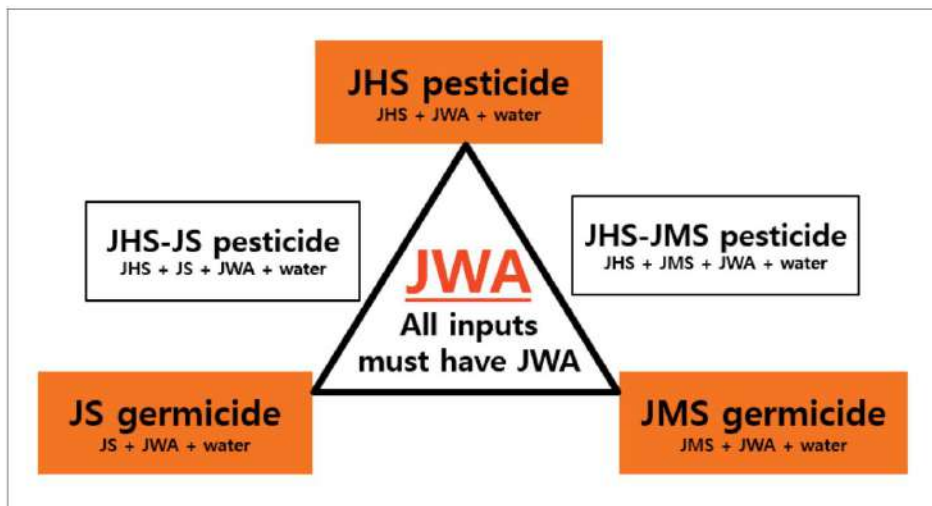 JHS pesticide
JHS + JWA + water
JHS-JS pesticide
JHS + JS + JWA + water
JHS-JMS pesticide
JHS + JMS + JWA + water
JWA
All inputs
must have JWA
JS germicide
JS + JWA + water
JMS germicide
JMS + JWA + water